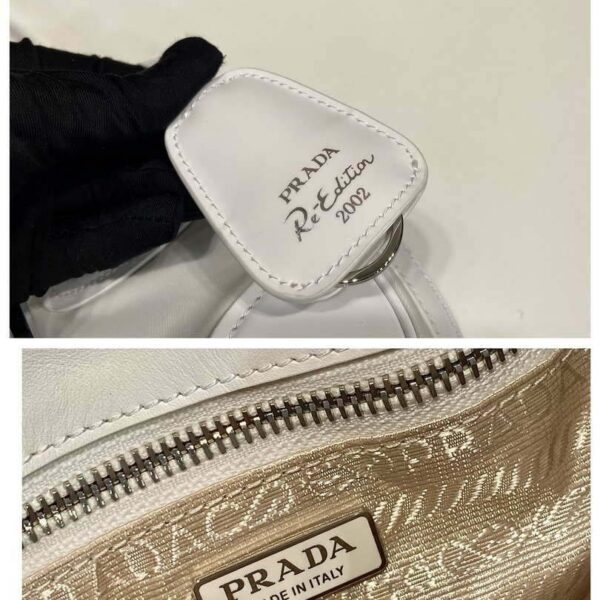 PRADA
Re-Edition
2002
PRADA
MADE IN ITALY